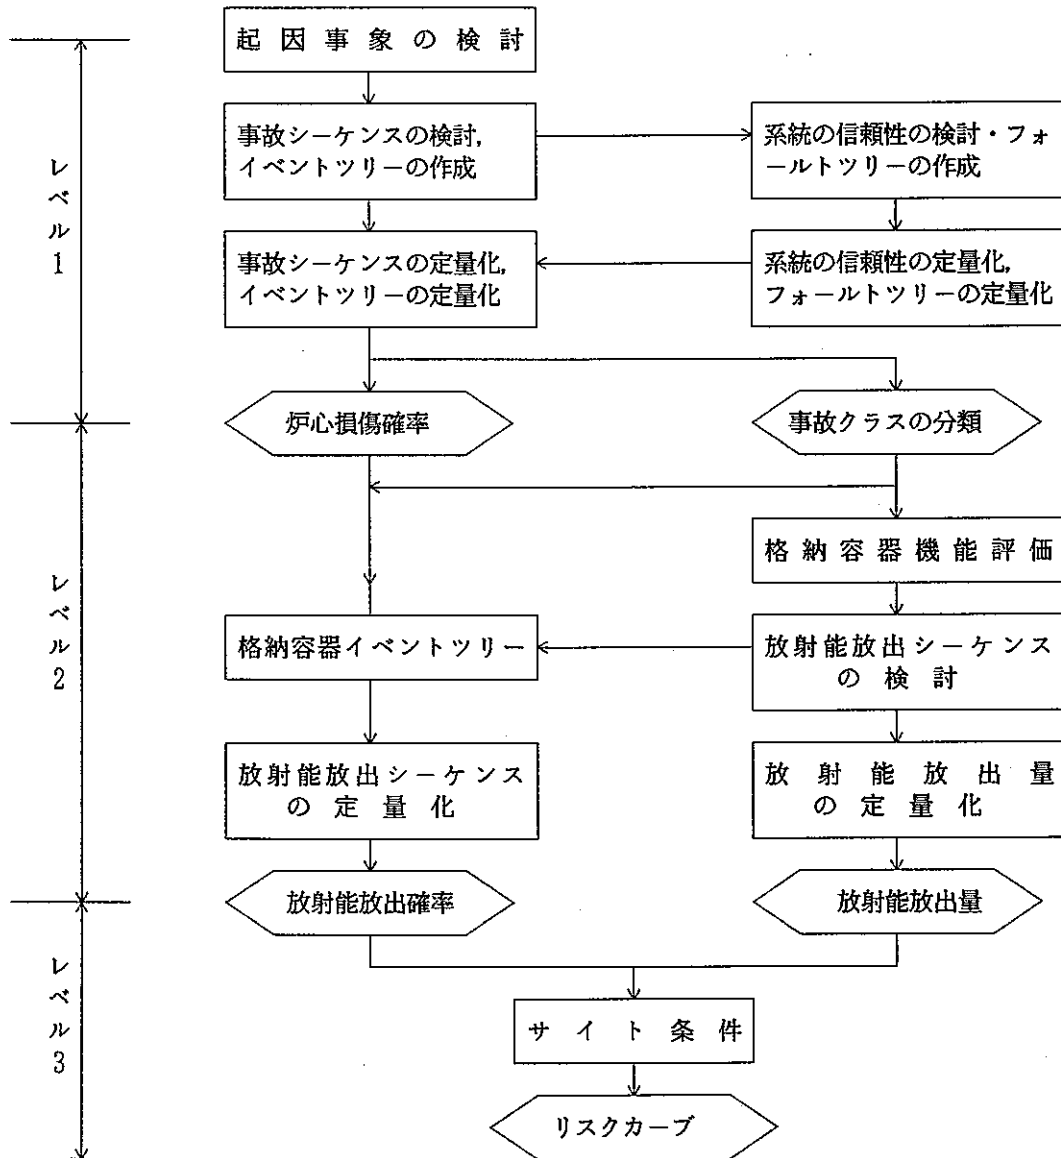 起因事象の検討
事故シーケンスの検討,
イベントツリーの作成
系統の信頼性の検討・フォ
ールトツリーの作成
レベル1
事故シーケンスの定量化,
イベントツリーの定量化
系統の信頼性の定量化,
フォールトツリーの定量化
炉心損傷確率
事故クラスの分類
格納容器機能評価
レベル2
格納容器イベントツリー
放射能放出シーケンス
の検討
放射能放出シーケンス
の定量化
放射能放出量
の定量化
放射能放出確率
放射能放出量
レベル3
サイト条件
リスクカーブ